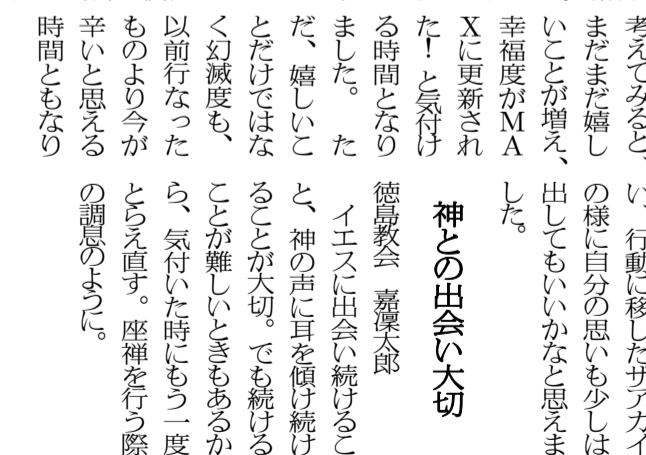 考えてみると、
まだまだ嬉し
いことが増え、
幸福度がMA
Xに更新され
た！と気付け
る時間となり
ました。　た
だ、嬉しいこ
とだけではな
く幻滅度も、
以前行なった
ものより今が
辛いと思える
時間ともなり
い、行動に移したザアカイ
の様に自分の思いも少しは
出してもいいかなと思えま
した。
神との出会い大切
徳島教会　嘉澟太郎
イエスに出会い続けるこ
と、神の声に耳を傾け続け
ることが大切。でも続ける
ことが難しいときもあるか
ら、気付いた時にもう一度
とらえ直す。座禅を行う際
の調息のように。